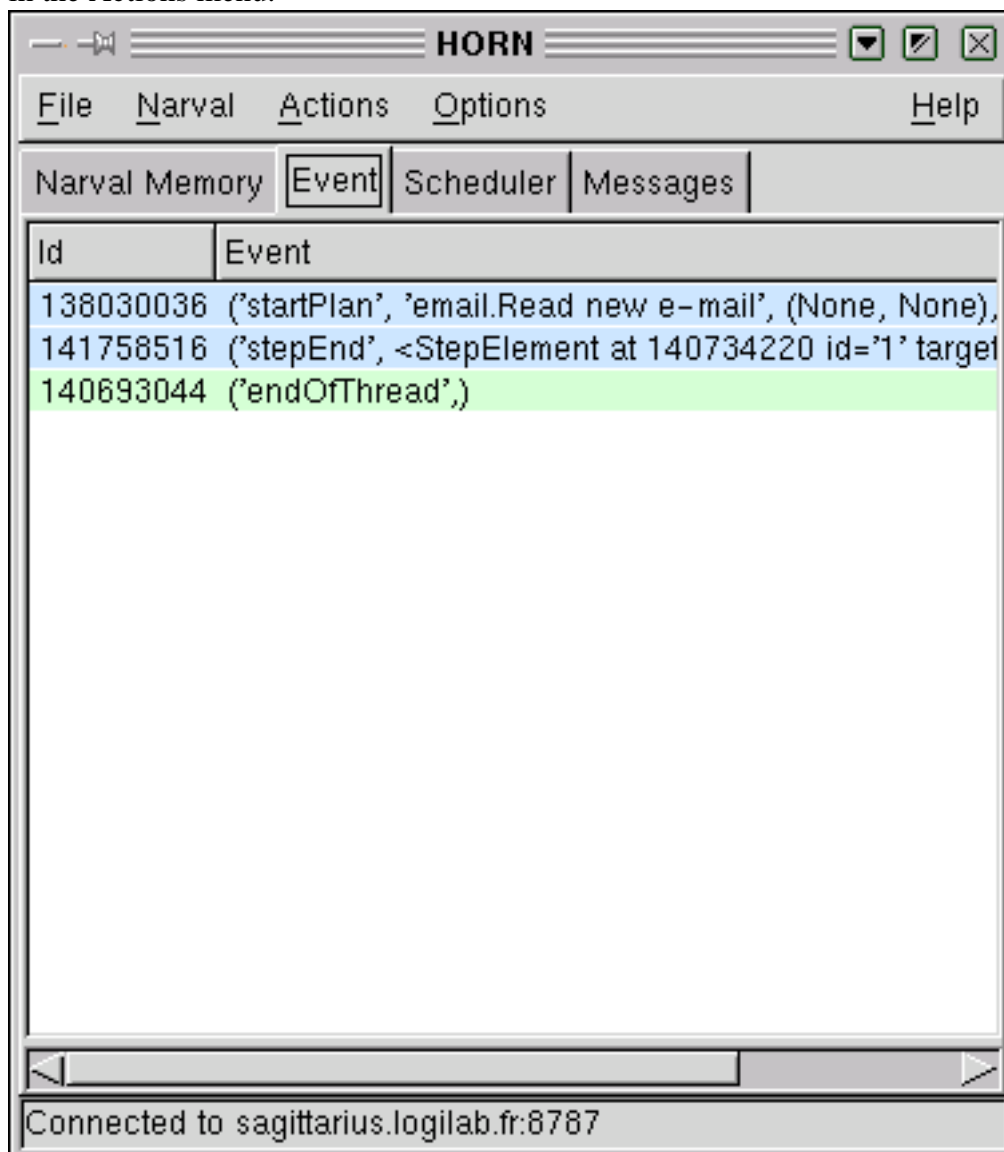 in the Actions menu.
HORN
File Narval Actions Options Help
Narval Memory Event Scheduler Messages
Id Event
138030036 ('startPlan', 'email.Read new e-mail', (None, None),
141758516 ('stepEnd', <StepElement at 140734220 id='1' target
140693044 ('endOfThread',)
Connected to sagittarius.logilab.fr:8787